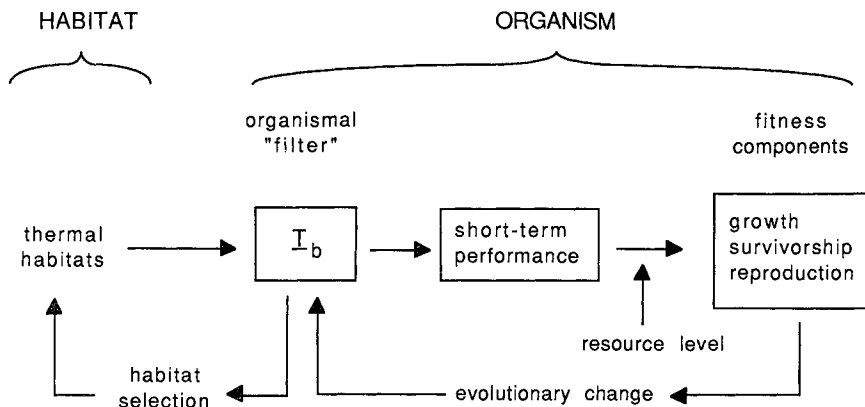 HABITAT
ORGANISM
organismal
"filter"
fitness
components
thermal
habitats
T b
short-term
performance
growth
survivorship
reproduction
resource level
habitat
selection
evolutionary change